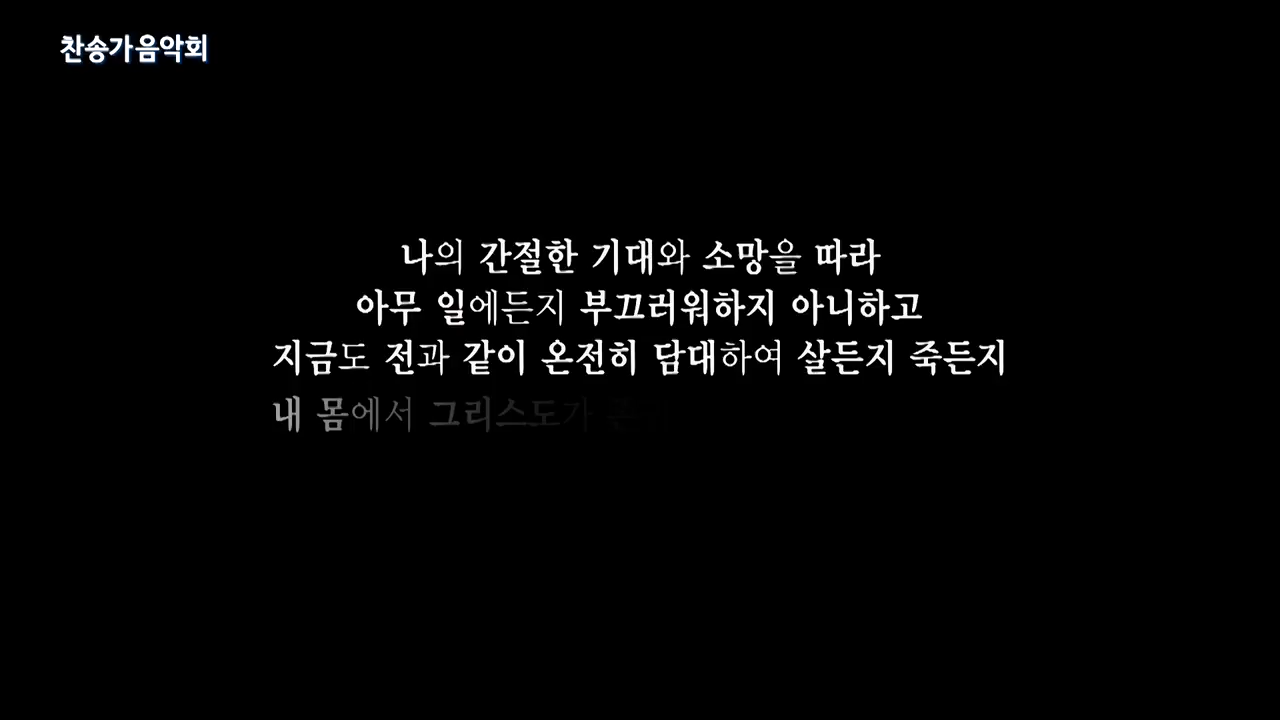 찬송가음악회
나의 간절한 기대와 소망을 따라
아무 일에든지 부끄러워하지 아니하고
지금도 전과 같이 온전히 담대하여 살든지 죽든지
내 몸에서 그리스도가